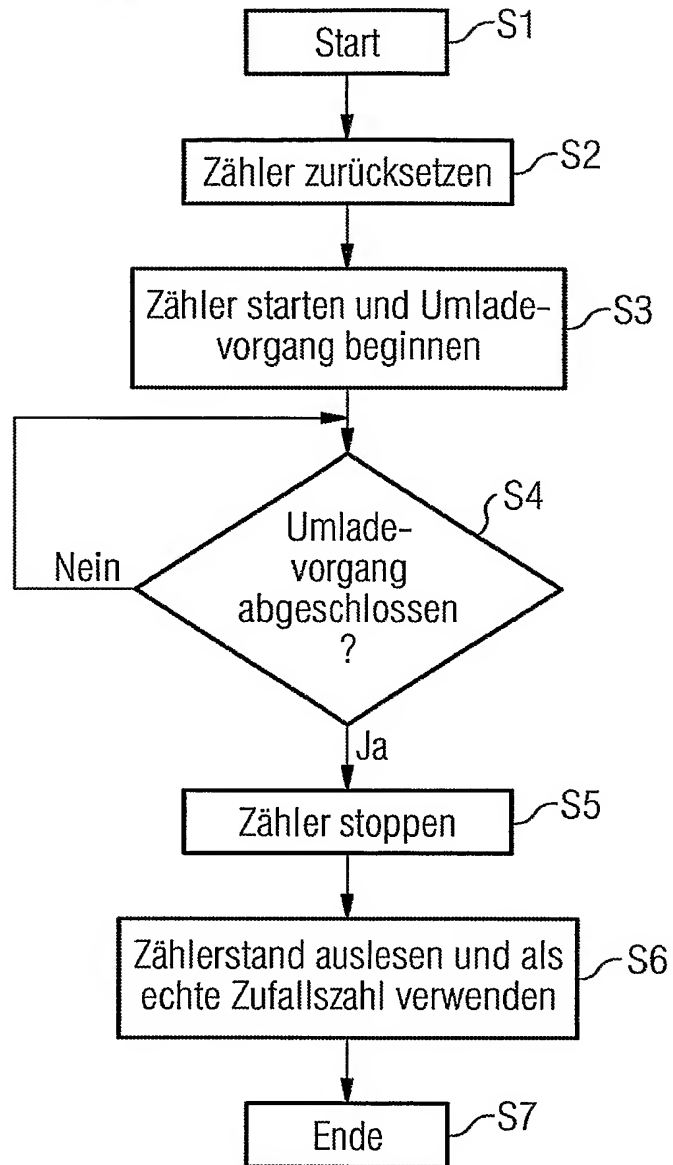 Start
S1
Zähler zurücksetzen
S2
Zähler starten und Umlade-
vorgang beginnen
S3
Umlade-
vorgang
abgeschlossen
?
S4
Nein
Ja
Zähler stoppen
S5
Zählerstand auslesen und als
echte Zufallszahl verwenden
S6
Ende
S7